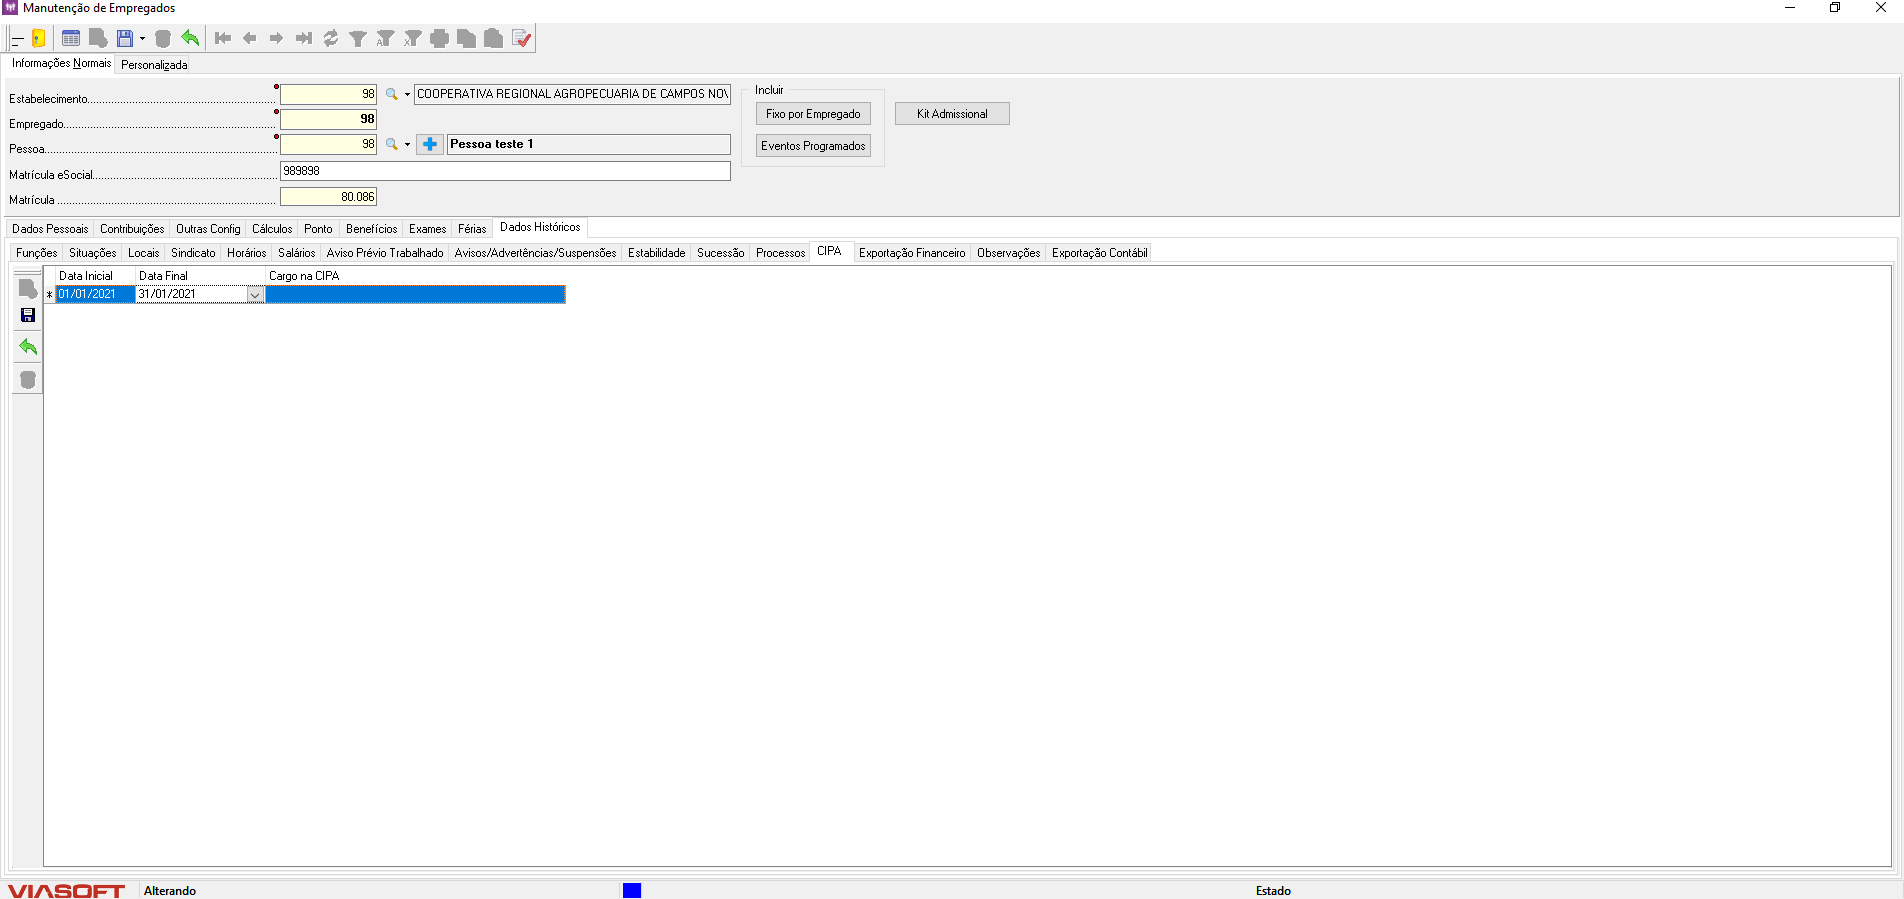 Manutenção de Empregados
Informações Normais
Personalizada
Estabelecimento
98
COOPERATIVA REGIONAL AGROPECUARIA DE CAMPOS NOV
Empregado
98
Pessoa
98
Pessoa teste 1
Matrícula eSocial
989898
Matrícula
80.086
Incluir
Fixo por Empregado
Eventos Programados
Kit Admissional
Dados Pessoais Contribuições Outras Config Cálculos Ponto Benefícios Exames Férias Dados Históricos
Funções Situações Locais Sindicato Horários Salários Aviso Prévio Trabalhado Avisos/Advertências/Suspensões Estabilidade Sucessão Processos CIPA Exportação Financeiro Observações Exportação Contábil
Data Inicial Data Final Cargo na CIPA
* 01/01/2021 31/01/2021
VIASOFT Alterando Estado